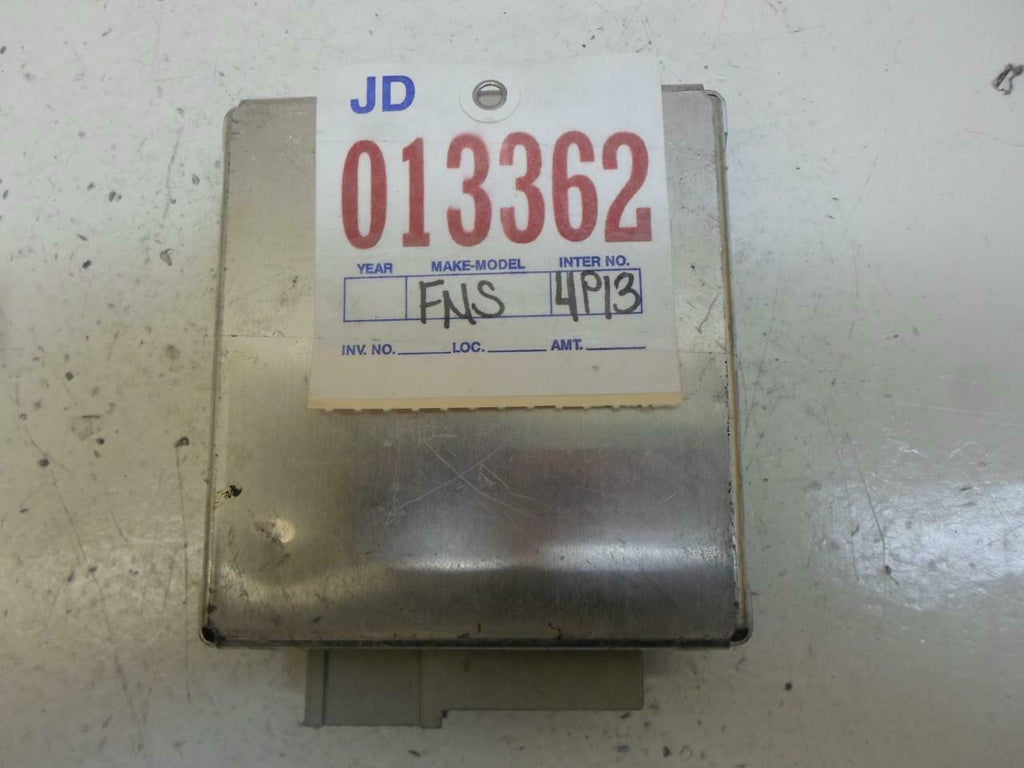 JD
013362
YEAR MAKE-MODEL INTER NO.
FNS 4P13
INV. NO. LOC. AMT.